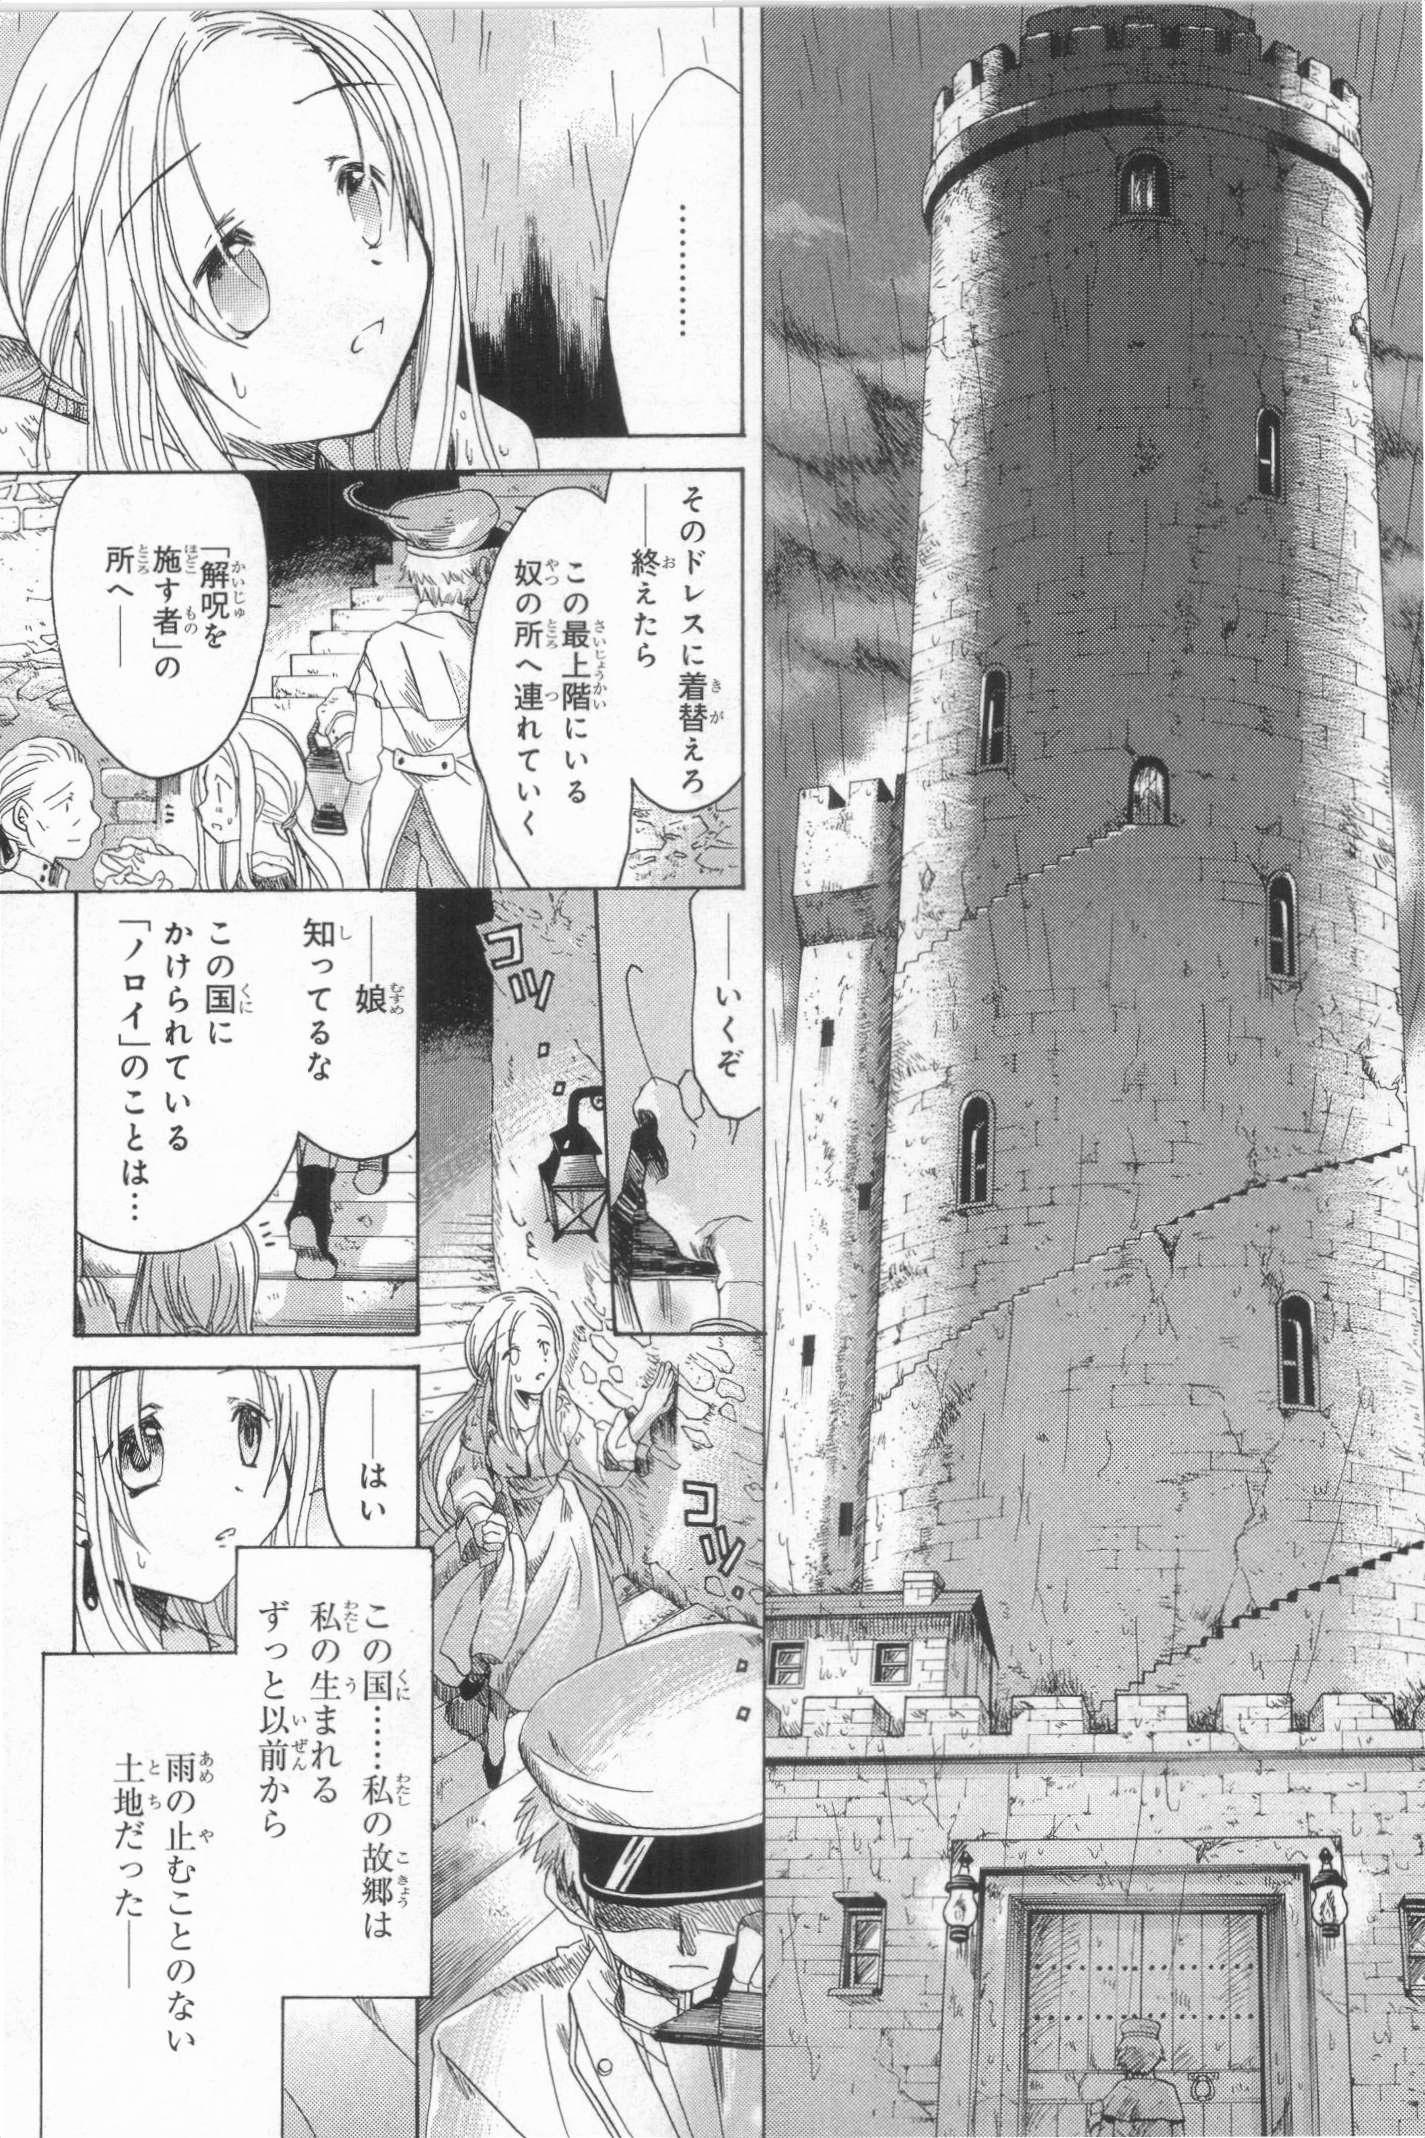 …………
そのドレスに着替えろ
――終えたら
この最上階にいる
奴の所へ連れていく
「解呪を
施す者」の
所へ――
――いくぞ
コツ
コツ
――娘
知ってるな
この国に
かけられている
「ノロイ」のことは…
――はい
この国……私の故郷は
私の生まれる
ずっと以前から
雨の止むことのない
土地だった――